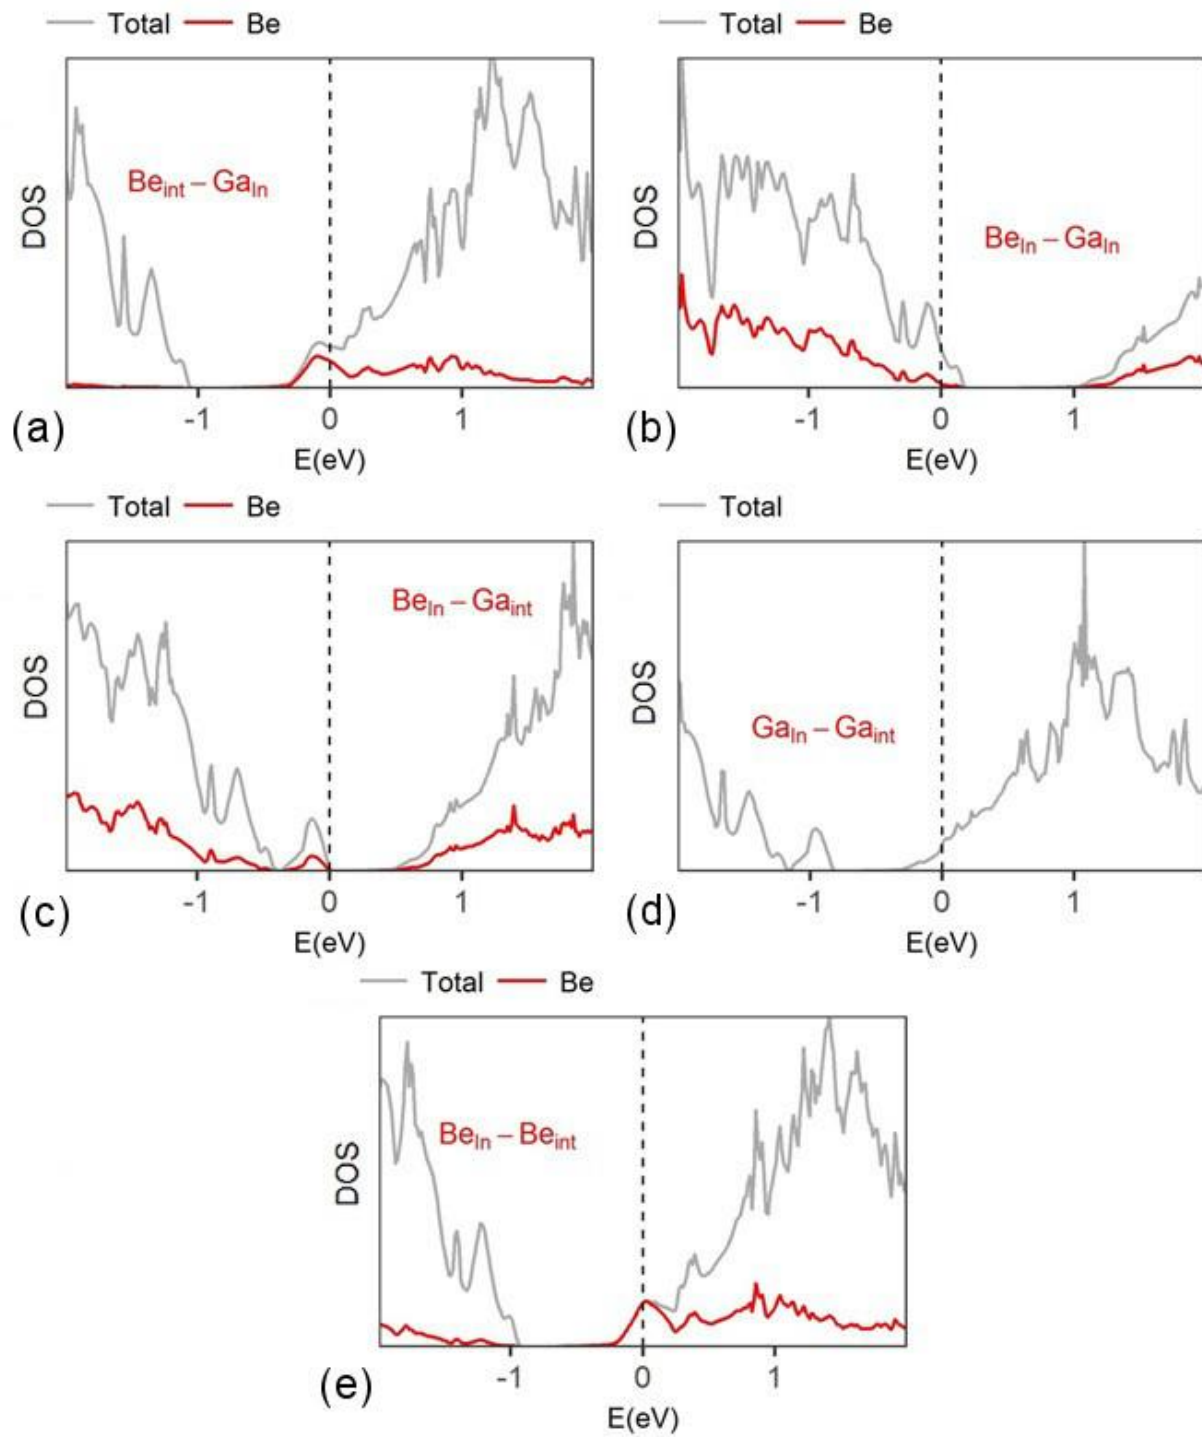 Total Be
Total Be
DOS
Be_int – Ga_In
DOS
Be_In – Ga_In
-1 0 1
-1 0 1
(a)
E(eV)
(b)
E(eV)
Total Be
Total
DOS
Be_In – Ga_int
DOS
Ga_In – Ga_int
-1 0 1
-1 0 1
(c)
E(eV)
(d)
E(eV)
Total Be
DOS
Be_In – Be_int
-1 0 1
(e)
E(eV)